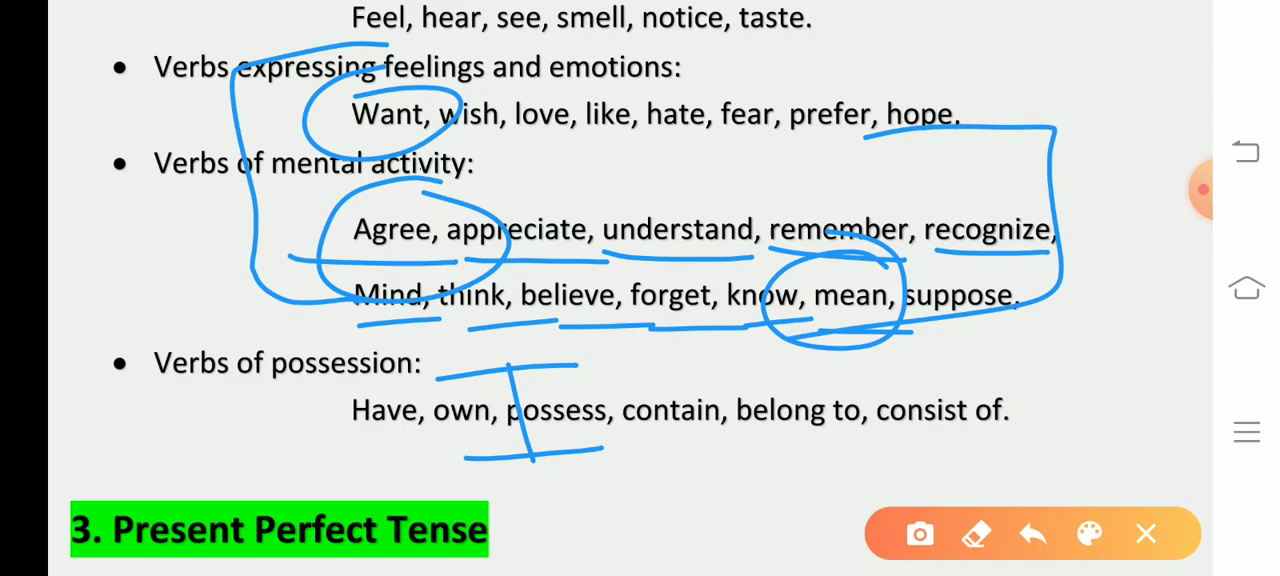 Feel, hear, see, smell, notice, taste.
• Verbs expressing feelings and emotions:
Want, wish, love, like, hate, fear, prefer, hope.
• Verbs of mental activity:
Agree, appreciate, understand, remember, recognize,
Mind, think, believe, forget, know, mean, suppose.
• Verbs of possession:
I
Have, own, possess, contain, belong to, consist of.
3. Present Perfect Tense